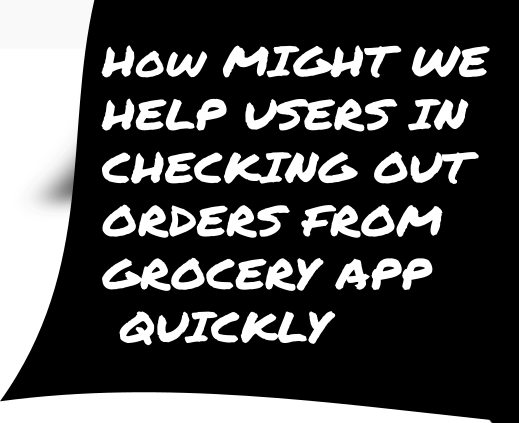 How MIGHT WE
HELP USERS IN
CHECKING OUT
ORDERS FROM
GROCERY APP
QUICKLY